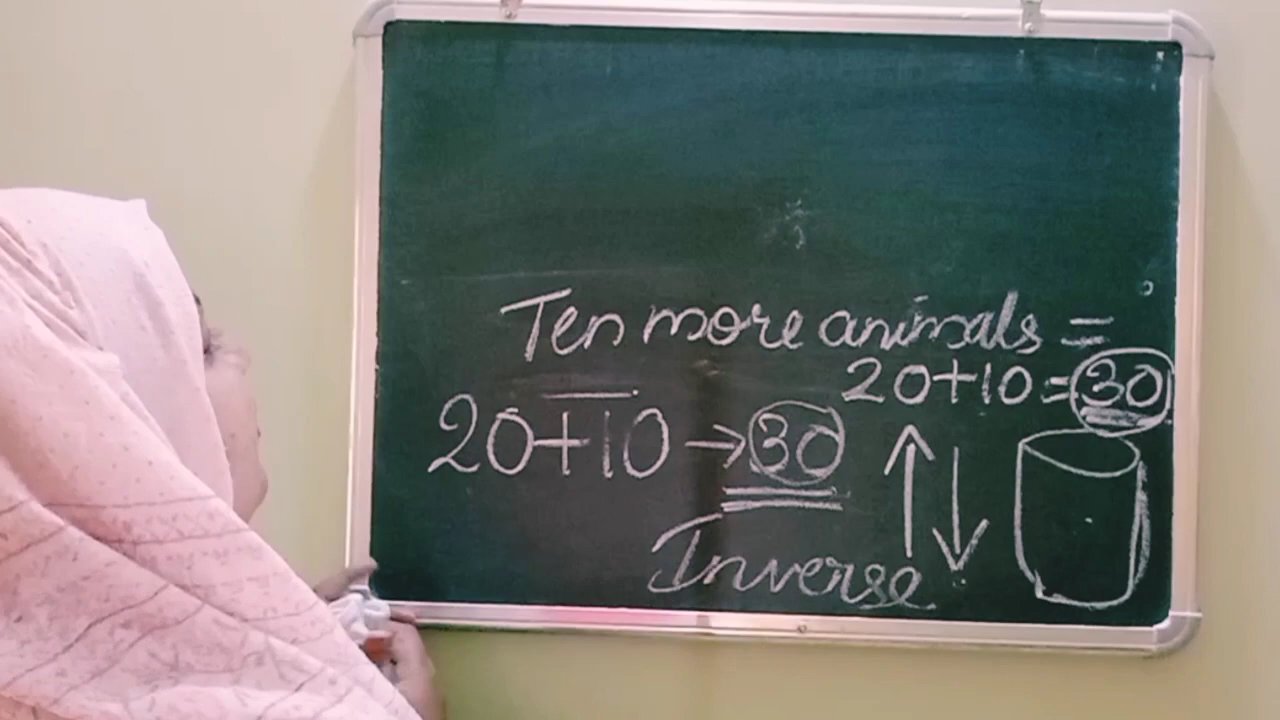 Ten more animals =
20+10=30
20+10→30
Inverse